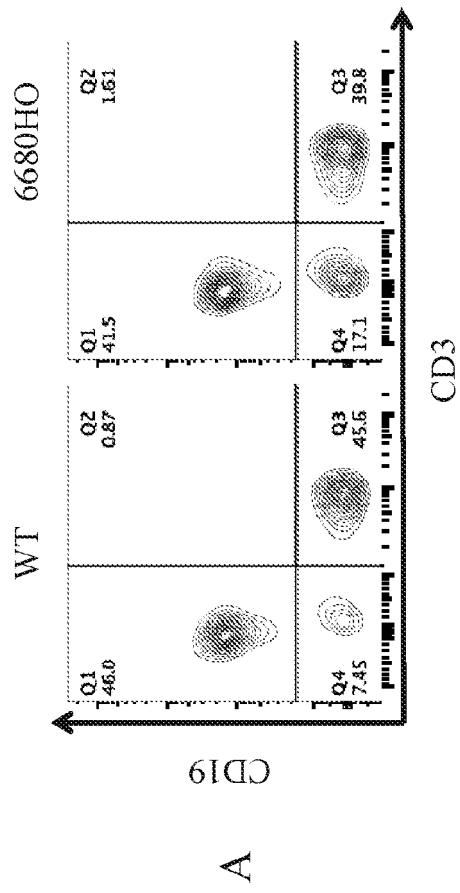 A
WT
6680HO
CD19
Q1
46.0
Q2
0.87
Q4
7.45
Q3
45.6
Q1
41.5
Q2
1.61
Q4
17.1
Q3
39.8
CD3